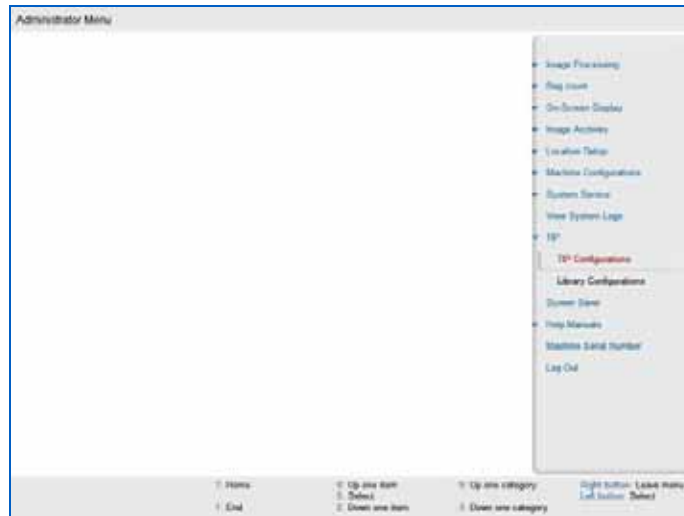 Administrator Menu
Image Processing
Bag count
On-Screen Display
Image Archives
Location Setup
Machine Configurations
System Service
View System Logs
TIP
TIP Configurations
Library Configurations
Screen Saver
Help Manuals
Machine Serial Number
Log Out
7: Home 8: Up one item 9: Up one category Right button: Leave menu
5: Select Left button: Select
1: End 2: Down one item 3: Down one category